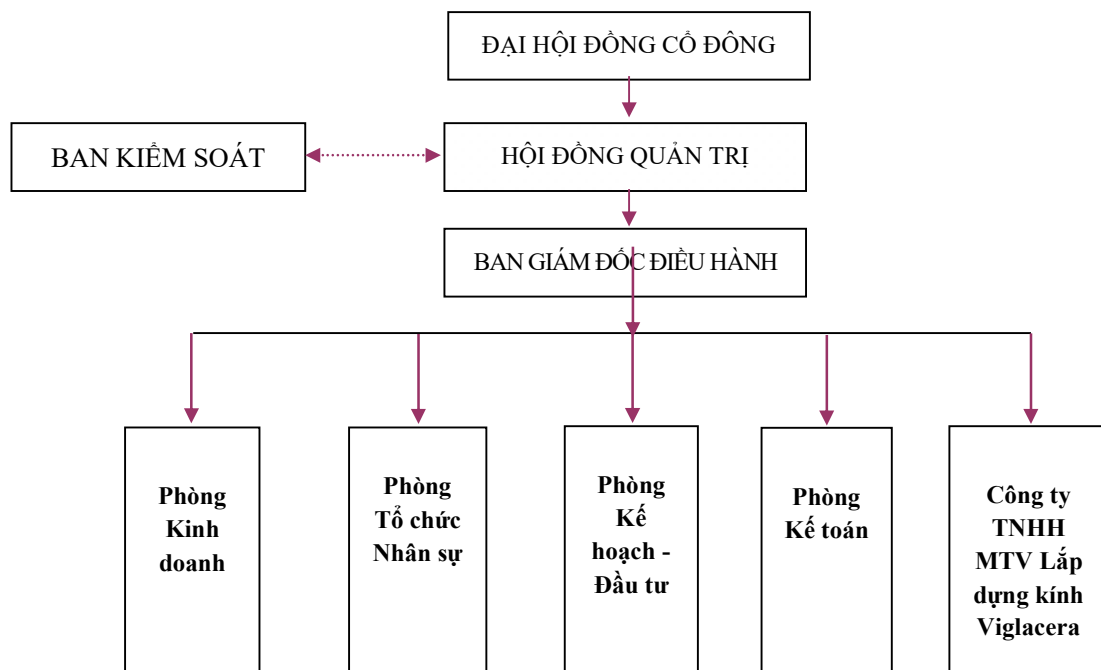 ĐẠI HỘI ĐỒNG CỔ ĐÔNG
BAN KIỂM SOÁT
HỘI ĐỒNG QUẢN TRỊ
BAN GIÁM ĐỐC ĐIỀU HÀNH
Phòng
Kinh
doanh
Phòng
Tổ chức
Nhân sự
Phòng
Kế
hoạch -
Đầu tư
Phòng
Kế toán
Công ty
TNHH
MTV Lắp
dựng kính
Viglacera